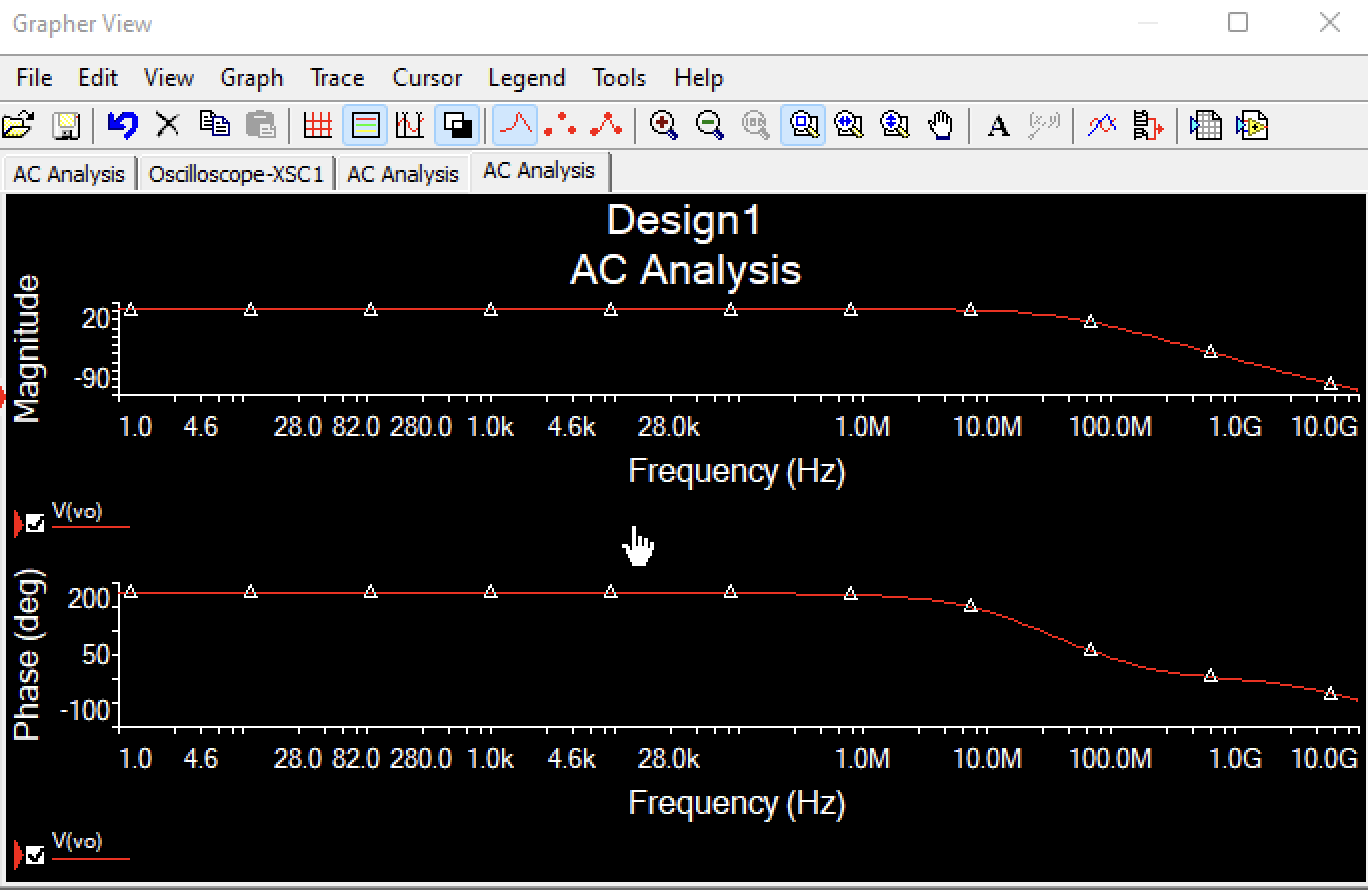 Grapher View
File Edit View Graph Trace Cursor Legend Tools Help
A (x,y)
AC Analysis Oscilloscope-XSC1 AC Analysis AC Analysis
Design1
AC Analysis
Magnitude
20
-90
1.0 4.6 28.0 82.0 280.0 1.0k 4.6k 28.0k 1.0M 10.0M 100.0M 1.0G 10.0G
Frequency (Hz)
V(vo)
Phase (deg)
200
50
-100
1.0 4.6 28.0 82.0 280.0 1.0k 4.6k 28.0k 1.0M 10.0M 100.0M 1.0G 10.0G
Frequency (Hz)
V(vo)